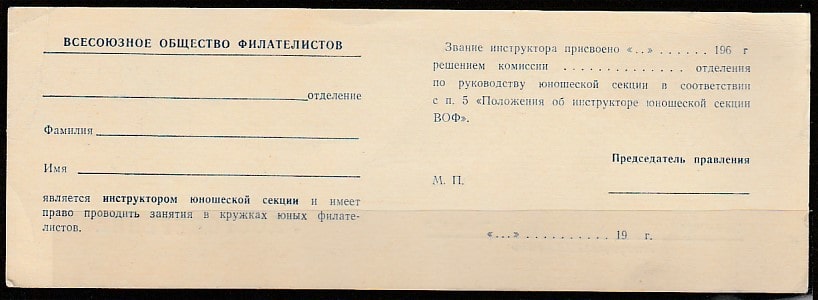 ВСЕСОЮЗНОЕ ОБЩЕСТВО ФИЛАТЕЛИСТОВ
отделение
Фамилия
Имя
является инструктором юношеской секции и имеет
право проводить занятия в кружках юных филате-
листов.
Звание инструктора присвоено «..» ...... 196 г
решением комиссии .............. отделения
по руководству юношеской секции в соответствии
с п. 5 «Положения об инструкторе юношеской секции
ВОФ».
Председатель правления
М. П.
«...» .......... 19 г.